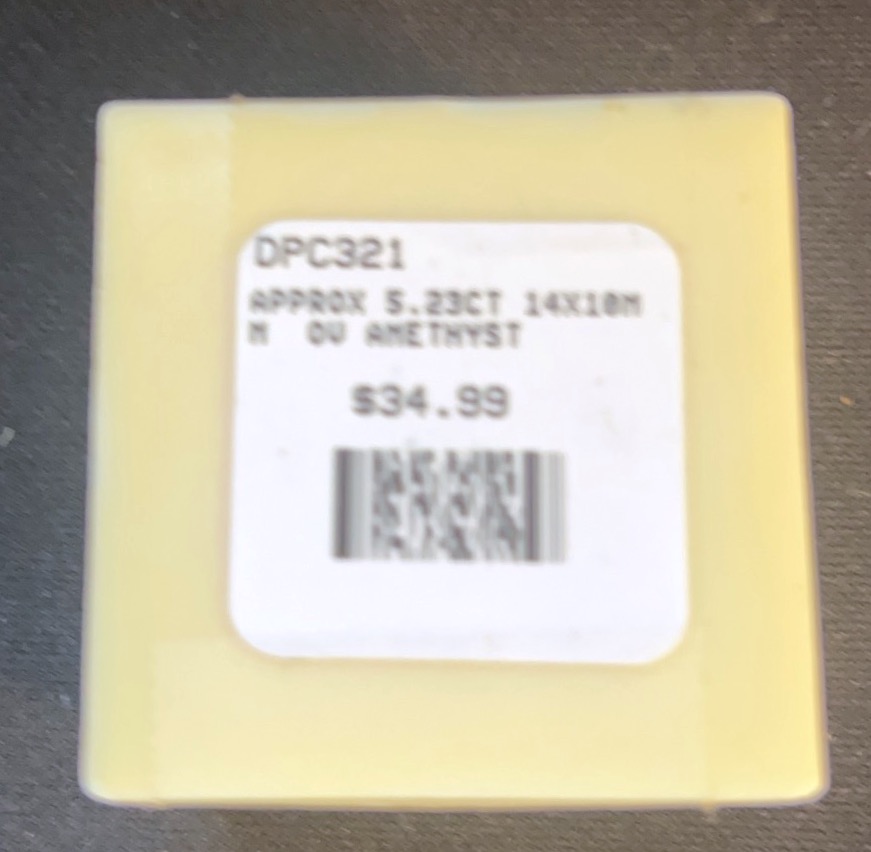 DPC321
APPROX 5.23CT 14X10M
M OV AMETHYST
$34.99